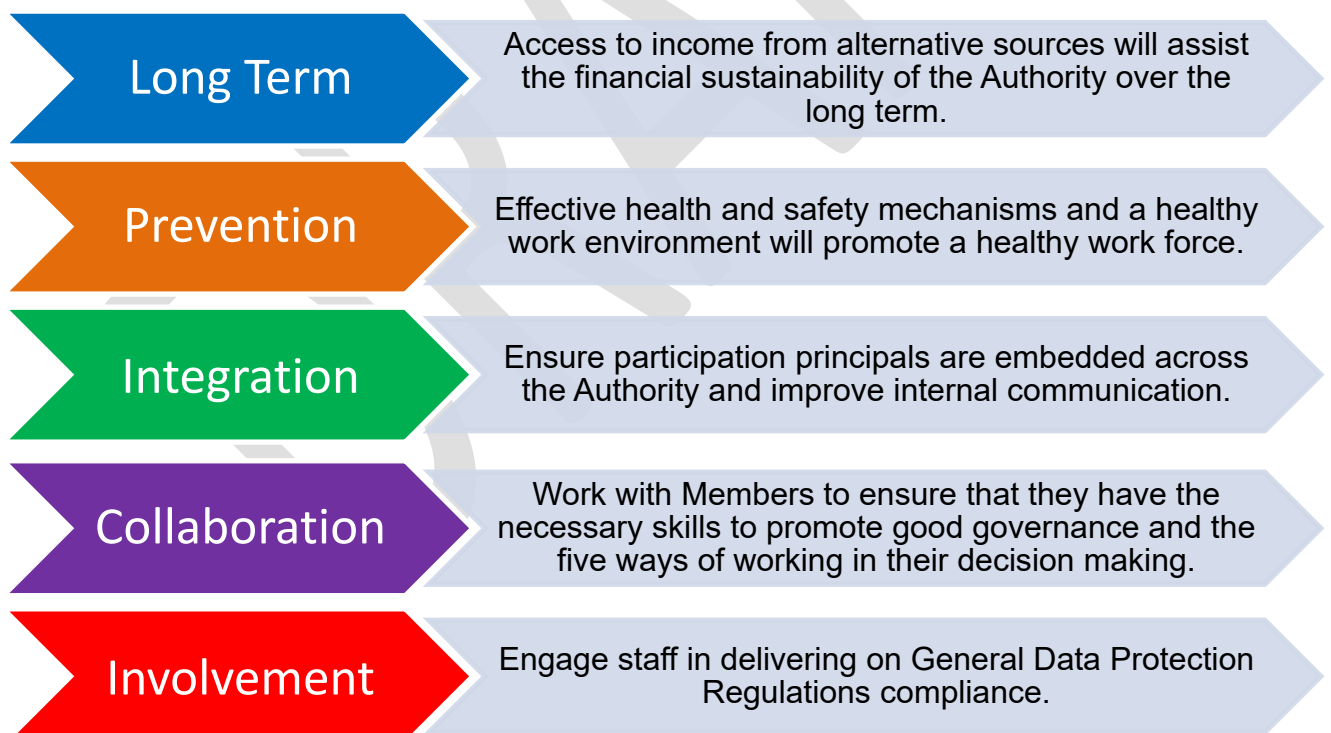 Long Term
Access to income from alternative sources will assist
the financial sustainability of the Authority over the
long term.
Prevention
Effective health and safety mechanisms and a healthy
work environment will promote a healthy work force.
Integration
Ensure participation principals are embedded across
the Authority and improve internal communication.
Collaboration
Work with Members to ensure that they have the
necessary skills to promote good governance and the
five ways of working in their decision making.
Involvement
Engage staff in delivering on General Data Protection
Regulations compliance.